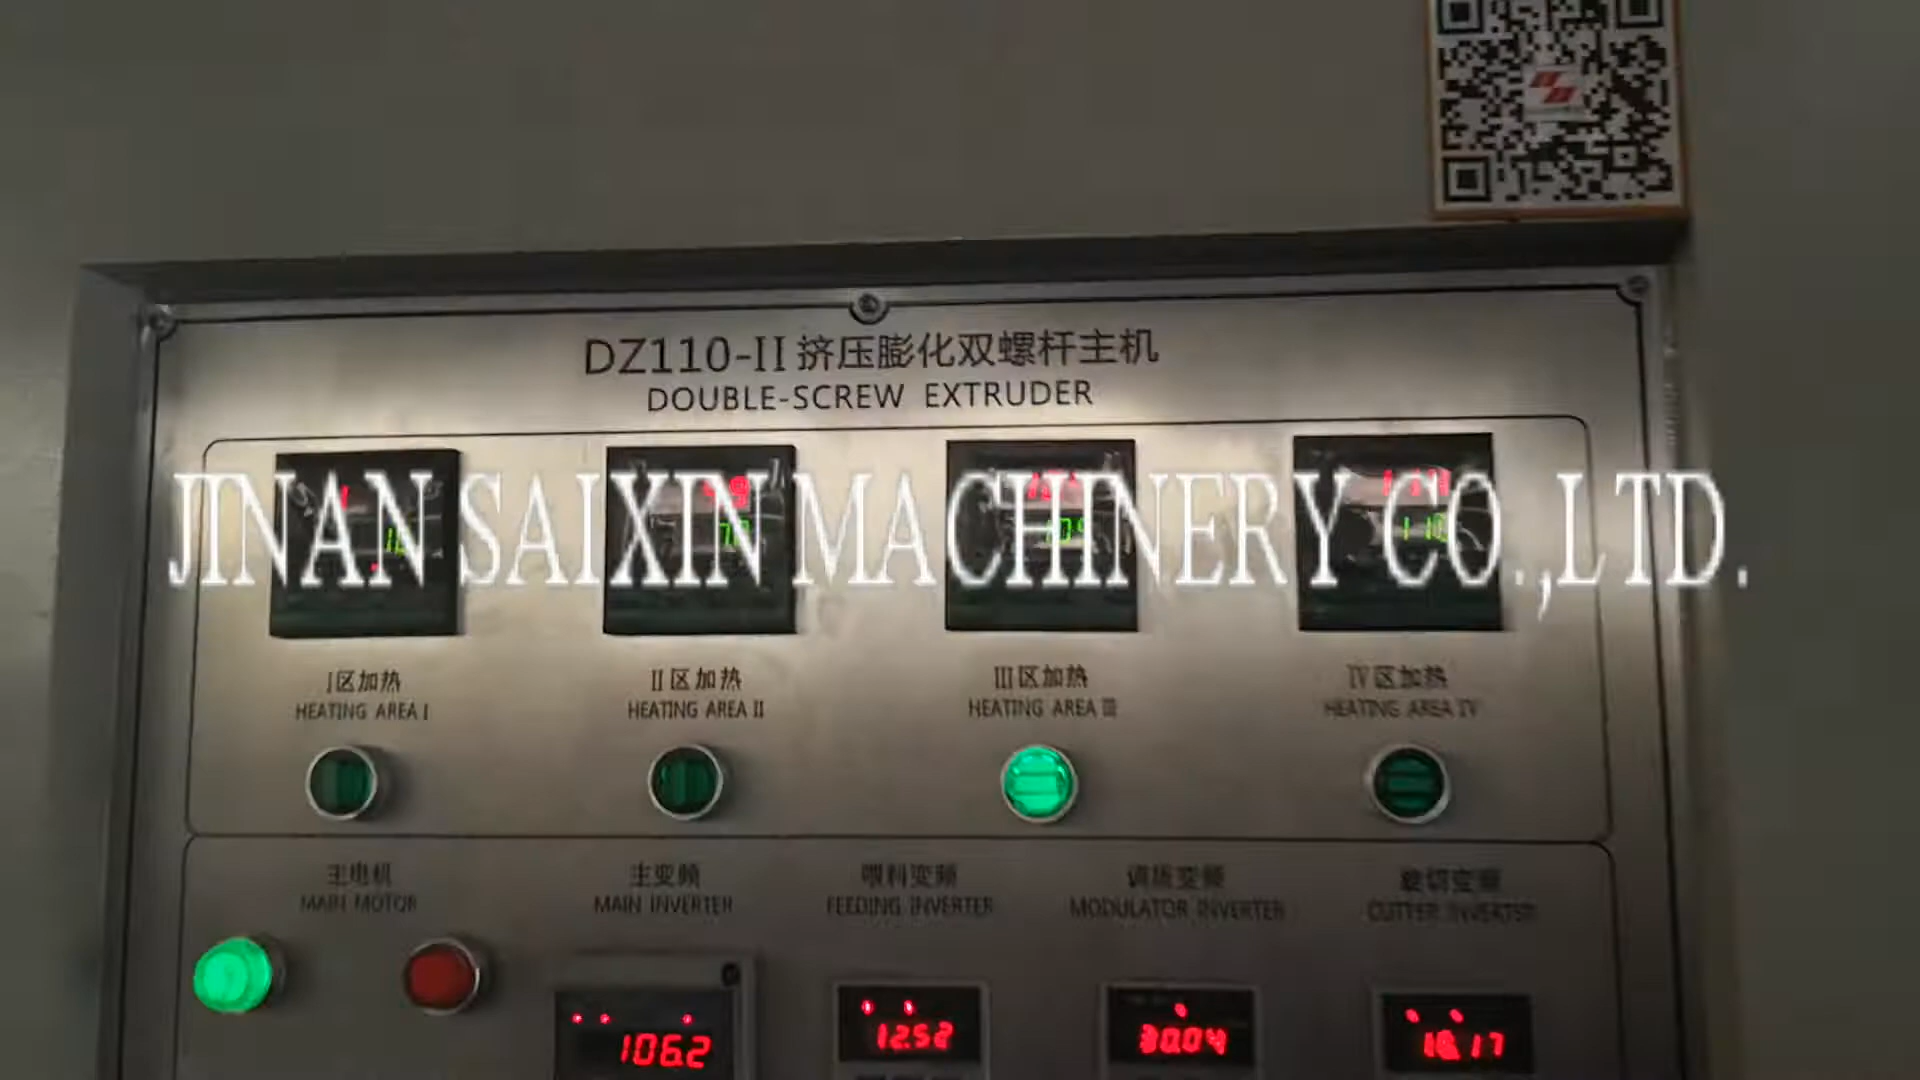 DZ110-II 挤压膨化双螺杆主机
DOUBLE-SCREW EXTRUDER
JINAN SAIXIN MACHINERY CO.,LTD.
110
I区加热 II区加热 III区加热 IV区加热
HEATING AREA I HEATING AREA II HEATING AREA III HEATING AREA IV
主电机 主变频 喂料变频 调质变频 旋切变频
MAIN MOTOR MAIN INVERTER FEEDING INVERTER MODULATOR INVERTER CUTTER INVERTER
106.2 12.52 30.04